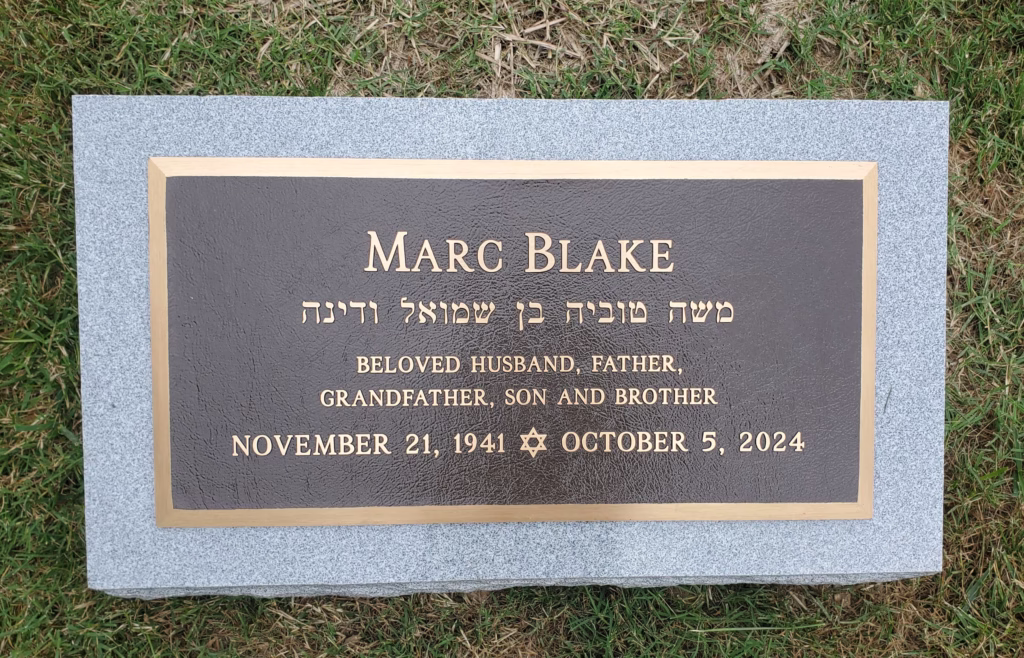 MARC BLAKE
משה טוביה בן שמואל ודינה
BELOVED HUSBAND, FATHER,
GRANDFATHER, SON AND BROTHER
NOVEMBER 21, 1941 ✡ OCTOBER 5, 2024